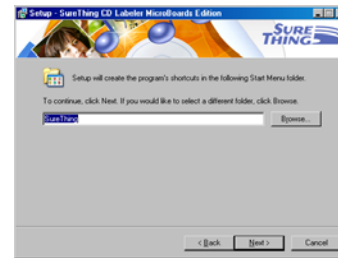 Setup - SureThing CD Labeler MicroBoards Edition
SURE
THING
Setup will create the program's shortcuts in the following Start Menu folder.
To continue, click Next. If you would like to select a different folder, click Browse.
SureThing
Browse...
< Back
Next >
Cancel